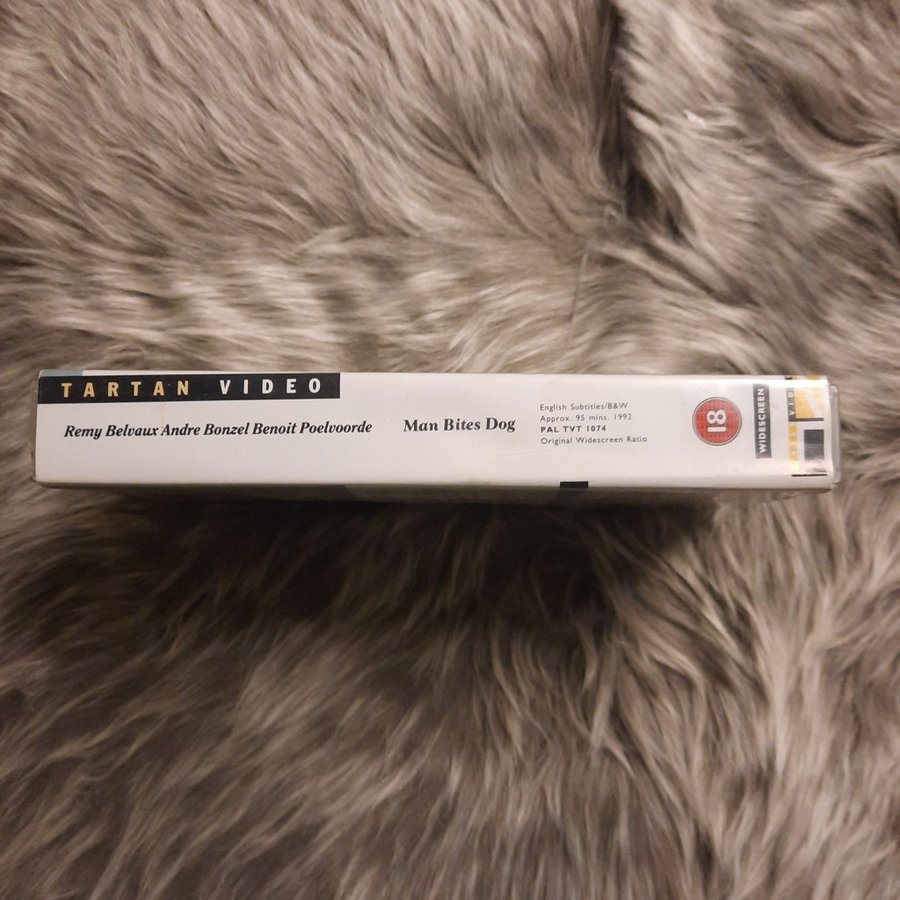 TARTAN VIDEO
Remy Belvaux Andre Bonzel Benoit Poelvoorde
Man Bites Dog
English Subtitles/B&W
Approx. 95 mins. 1992
PAL TVT 1074
Original Widescreen Ratio
18
WIDESCREEN